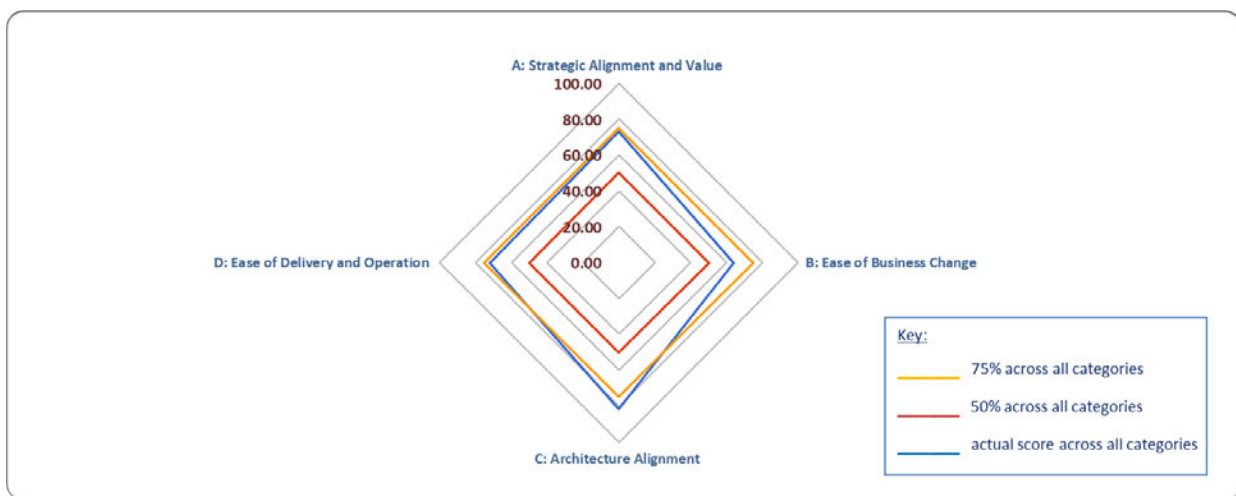 A: Strategic Alignment and Value
100.00
80.00
60.00
40.00
20.00
0.00
D: Ease of Delivery and Operation
B: Ease of Business Change
C: Architecture Alignment
Key:
75% across all categories
50% across all categories
actual score across all categories